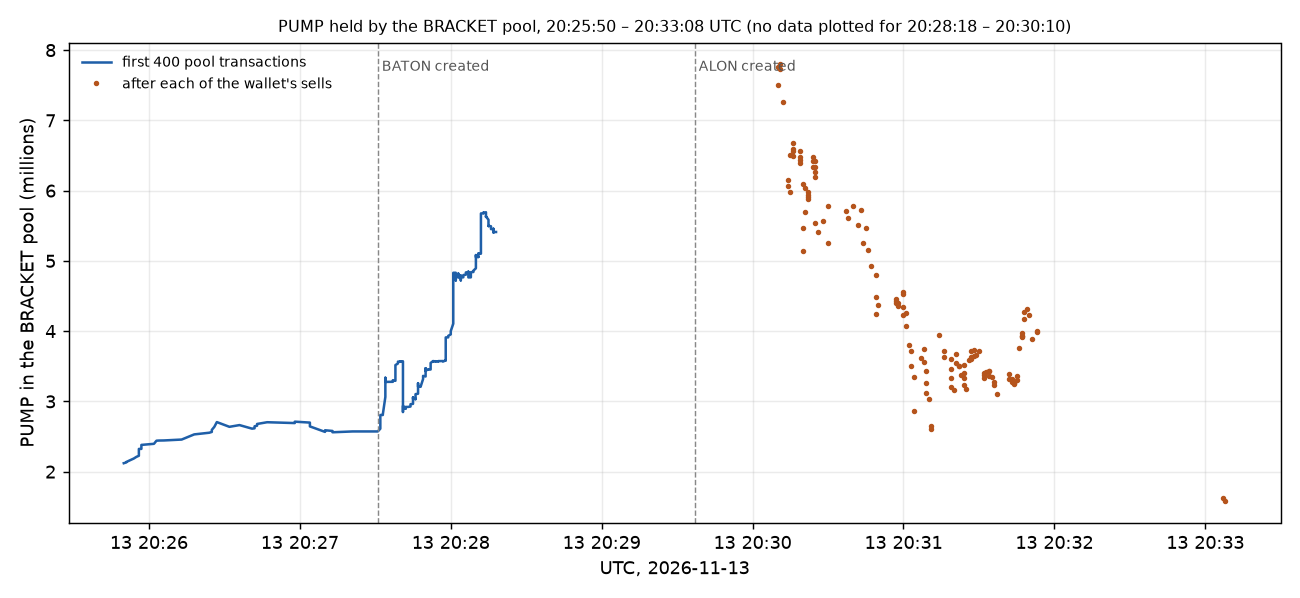 PUMP held by the BRACKET pool, 20:25:50 – 20:33:08 UTC (no data plotted for 20:28:18 – 20:30:10)
first 400 pool transactions
after each of the wallet's sells
BATON created
ALON created
PUMP in the BRACKET pool (millions)
8
7
6
5
4
3
2
13 20:26
13 20:27
13 20:28
13 20:29
13 20:30
13 20:31
13 20:32
13 20:33
UTC, 2026-11-13